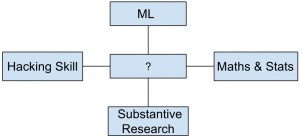 ML
Hacking Skill
?
Maths & Stats
Substantive
Research